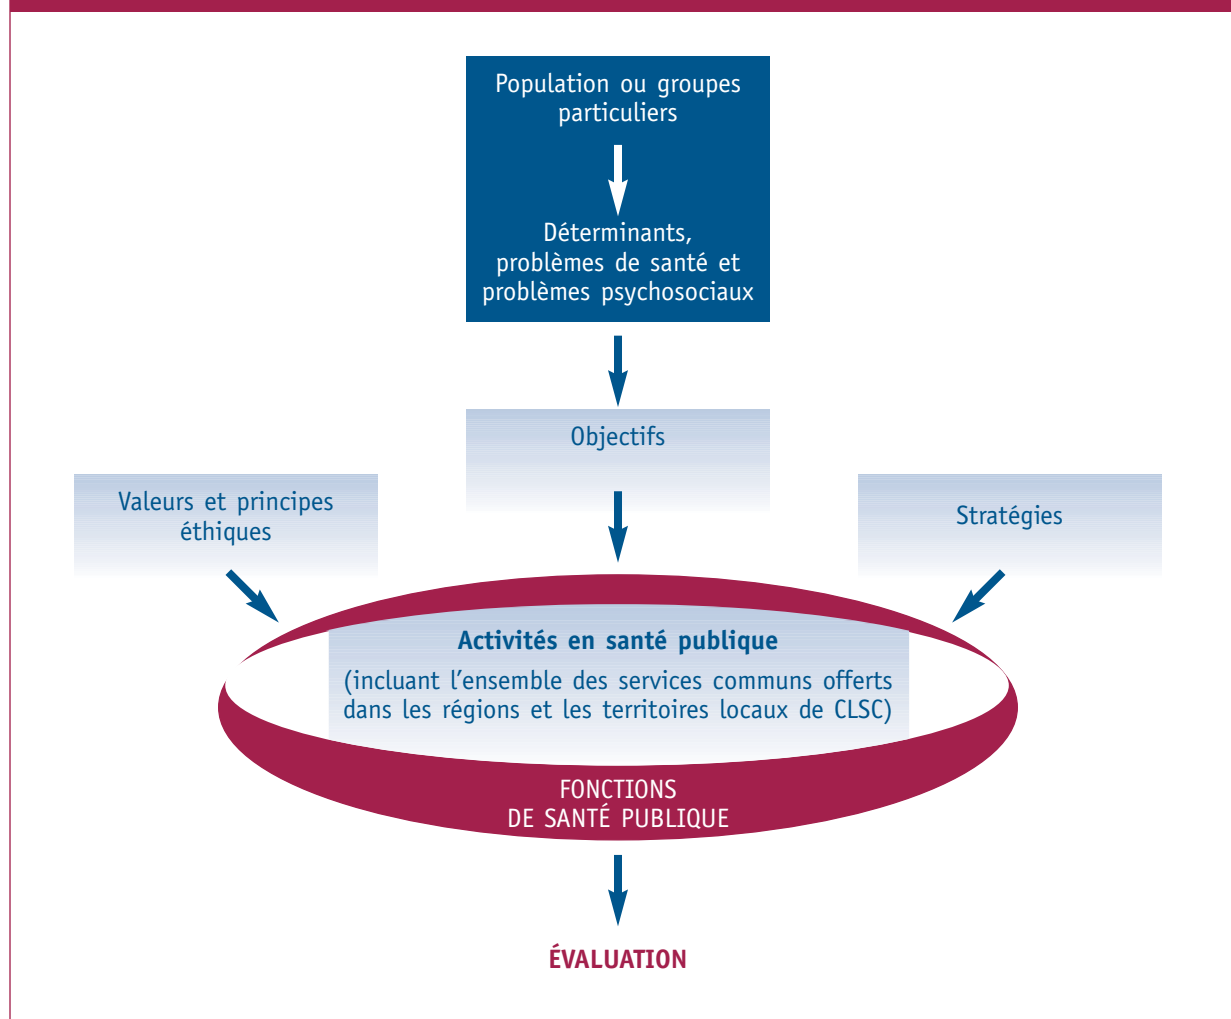 Population ou groupes
particuliers
Déterminants,
problèmes de santé et
problèmes psychosociaux
Objectifs
Valeurs et principes
éthiques
Stratégies
Activités en santé publique
(incluant l'ensemble des services communs offerts
dans les régions et les territoires locaux de CLSC)
FONCTIONS
DE SANTÉ PUBLIQUE
ÉVALUATION